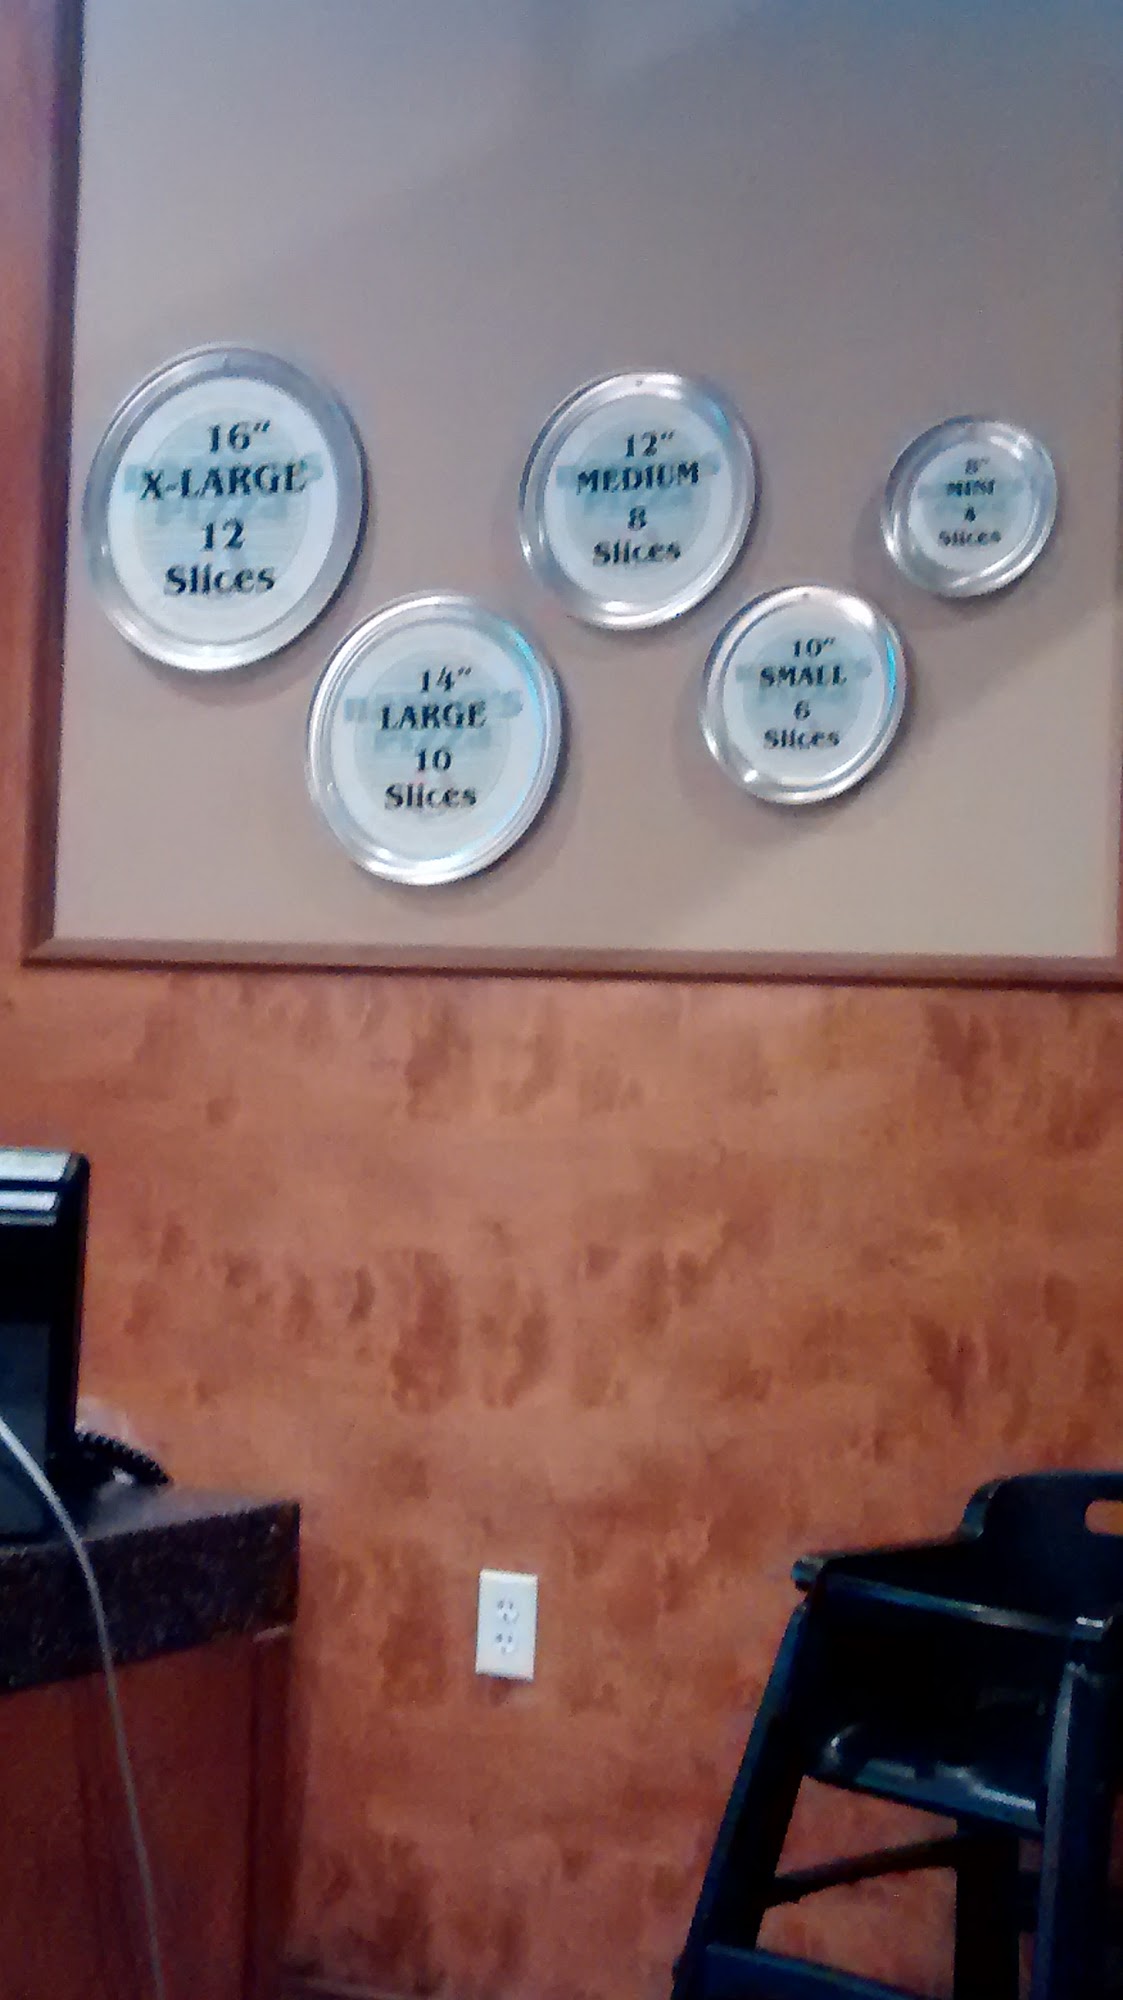 16"
X-LARGE
12
Slices
14"
LARGE
10
Slices
12"
MEDIUM
8
Slices
10"
SMALL
6
Slices
8"
MINI
4
Slices